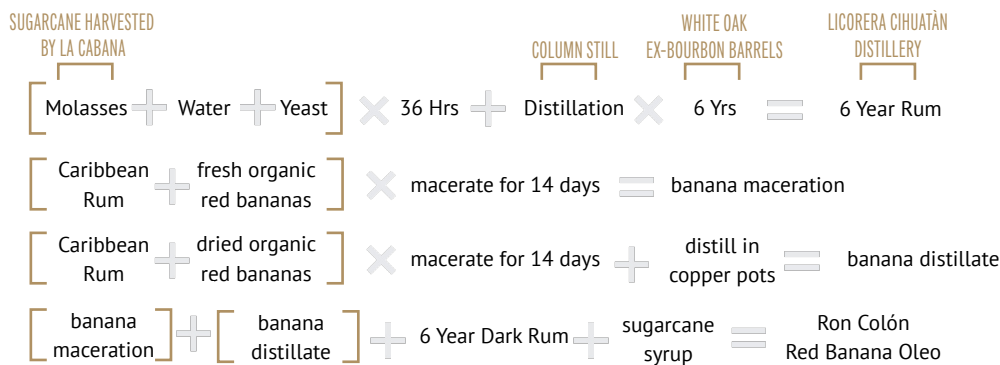 SUGARCANE HARVESTED
BY LA CABANA
COLUMN STILL
WHITE OAK
EX-BOURBON BARRELS
LICORERA CIHUATÀN
DISTILLERY
[Molasses + Water + Yeast] × 36 Hrs + Distillation × 6 Yrs = 6 Year Rum
[Caribbean Rum + fresh organic red bananas] × macerate for 14 days = banana maceration
[Caribbean Rum + dried organic red bananas] × macerate for 14 days + distill in copper pots = banana distillate
[banana maceration] + [banana distillate] + 6 Year Dark Rum + sugarcane syrup = Ron Colón Red Banana Oleo